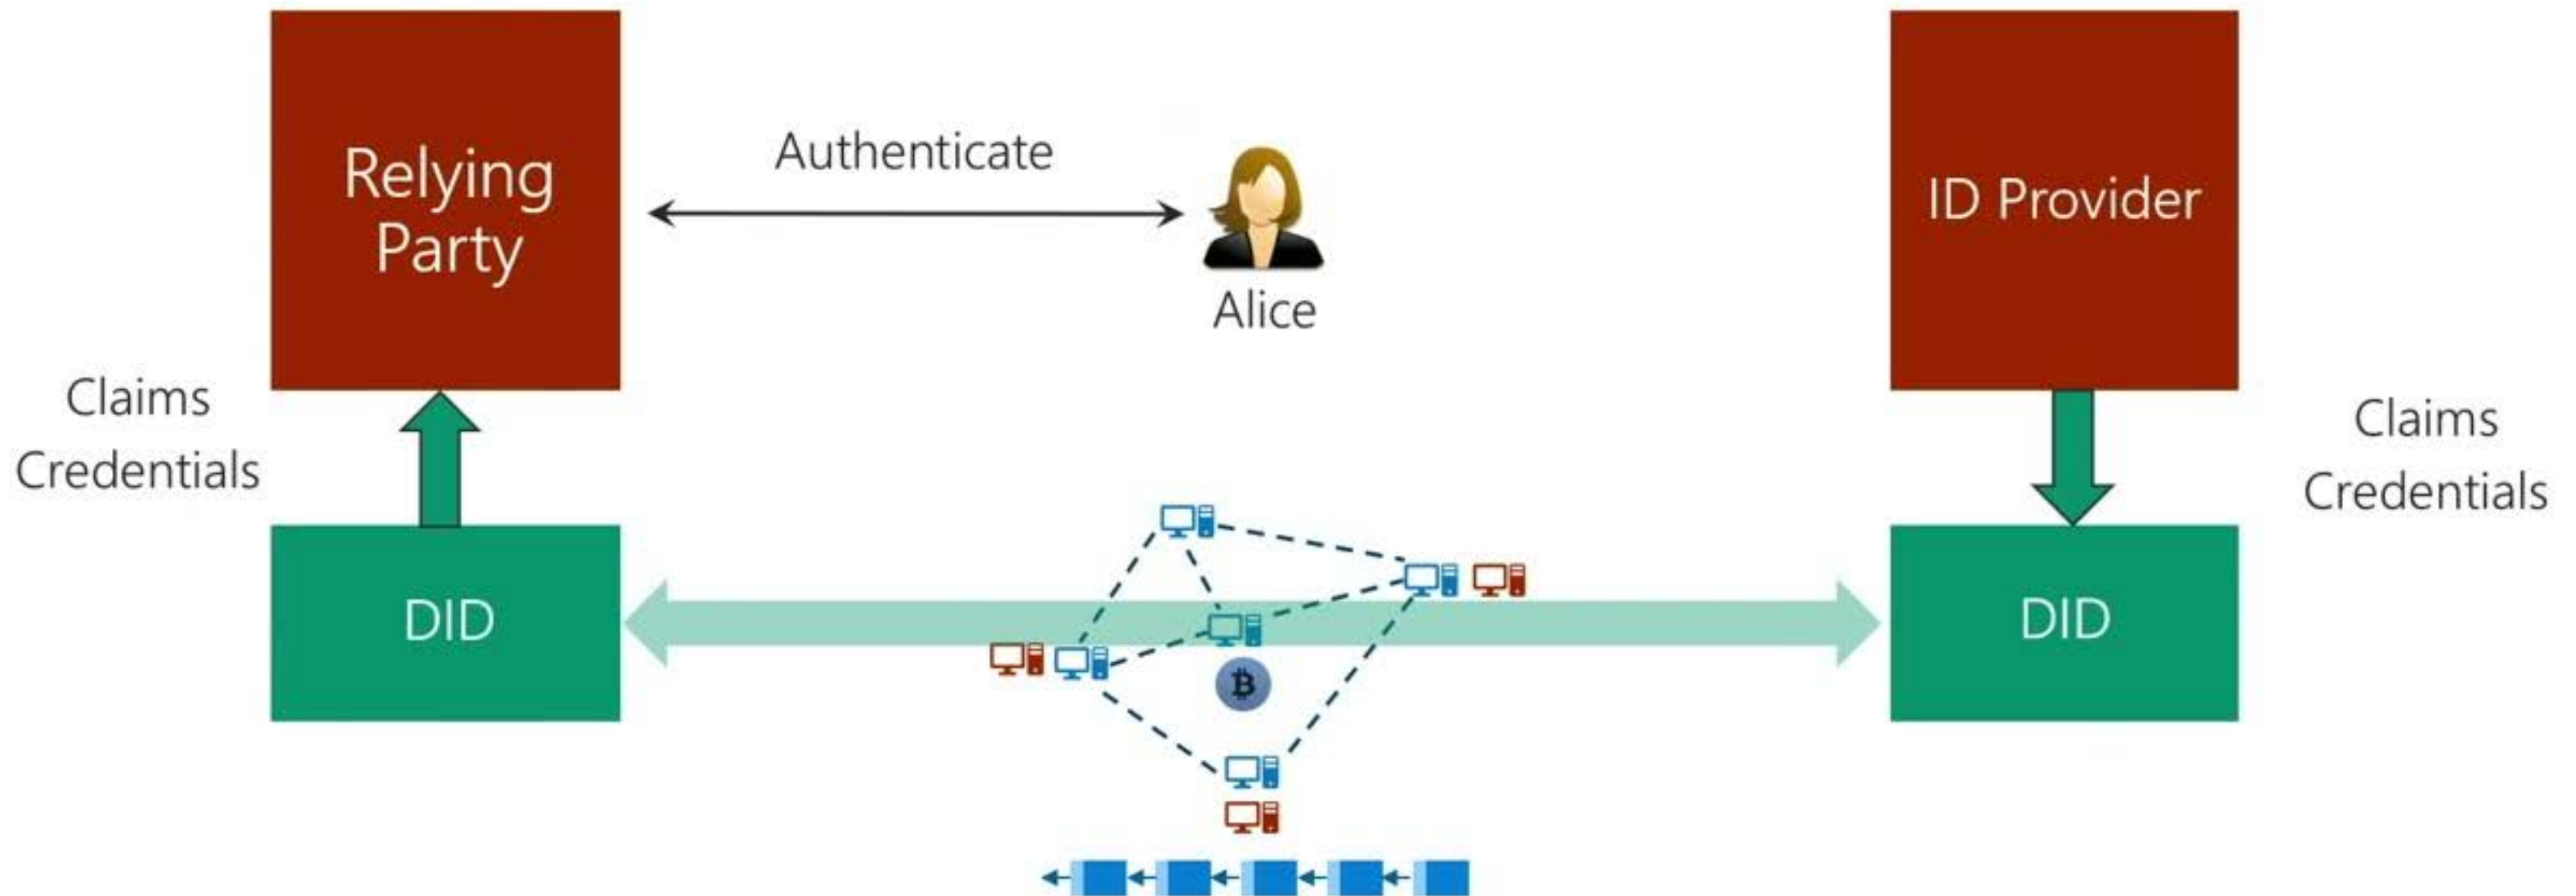 Relying
Party
Authenticate
Alice
ID Provider
Claims
Credentials
Claims
Credentials
DID
DID